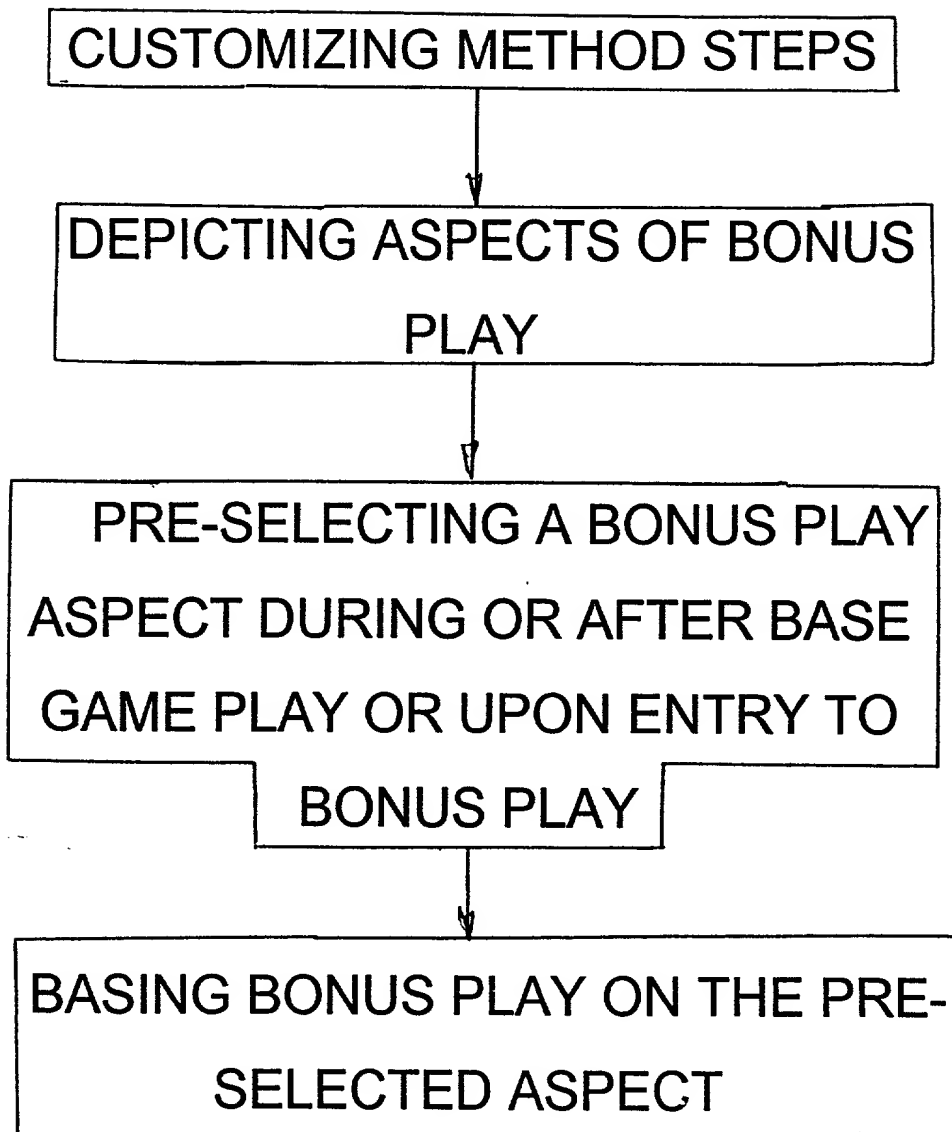 CUSTOMIZING METHOD STEPS
DEPICTING ASPECTS OF BONUS
PLAY
PRE-SELECTING A BONUS PLAY
ASPECT DURING OR AFTER BASE
GAME PLAY OR UPON ENTRY TO
BONUS PLAY
BASING BONUS PLAY ON THE PRE-
SELECTED ASPECT